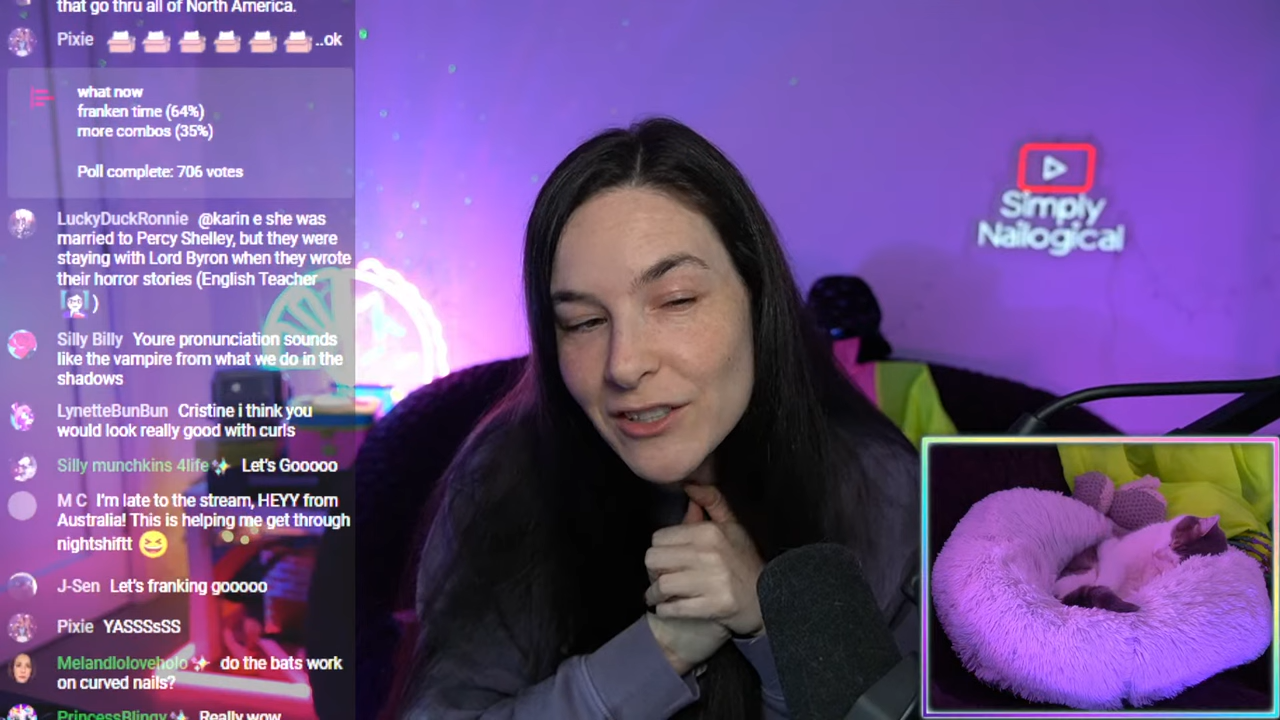 that go thru all of North America.
Pixie ..ok
what now
franken time (64%)
more combos (35%)
Poll complete: 706 votes
LuckyDuckRonnie @karin e she was
married to Percy Shelley, but they were
staying with Lord Byron when they wrote
their horror stories (English Teacher
)
Silly Billy Youre pronunciation sounds
like the vampire from what we do in the
shadows
LynetteBunBun Cristine i think you
would look really good with curls
Silly munchkins 4life✨ Let's Gooooo
M C I'm late to the stream, HEYY from
Australia! This is helping me get through
nightshiftt 😆
J-Sen Let's franking gooooo
Pixie YASSSsSS
Melandloloveholo✨ do the bats work
on curved nails?
PrincessBlingy✨ Really wow
Simply
Nailogical